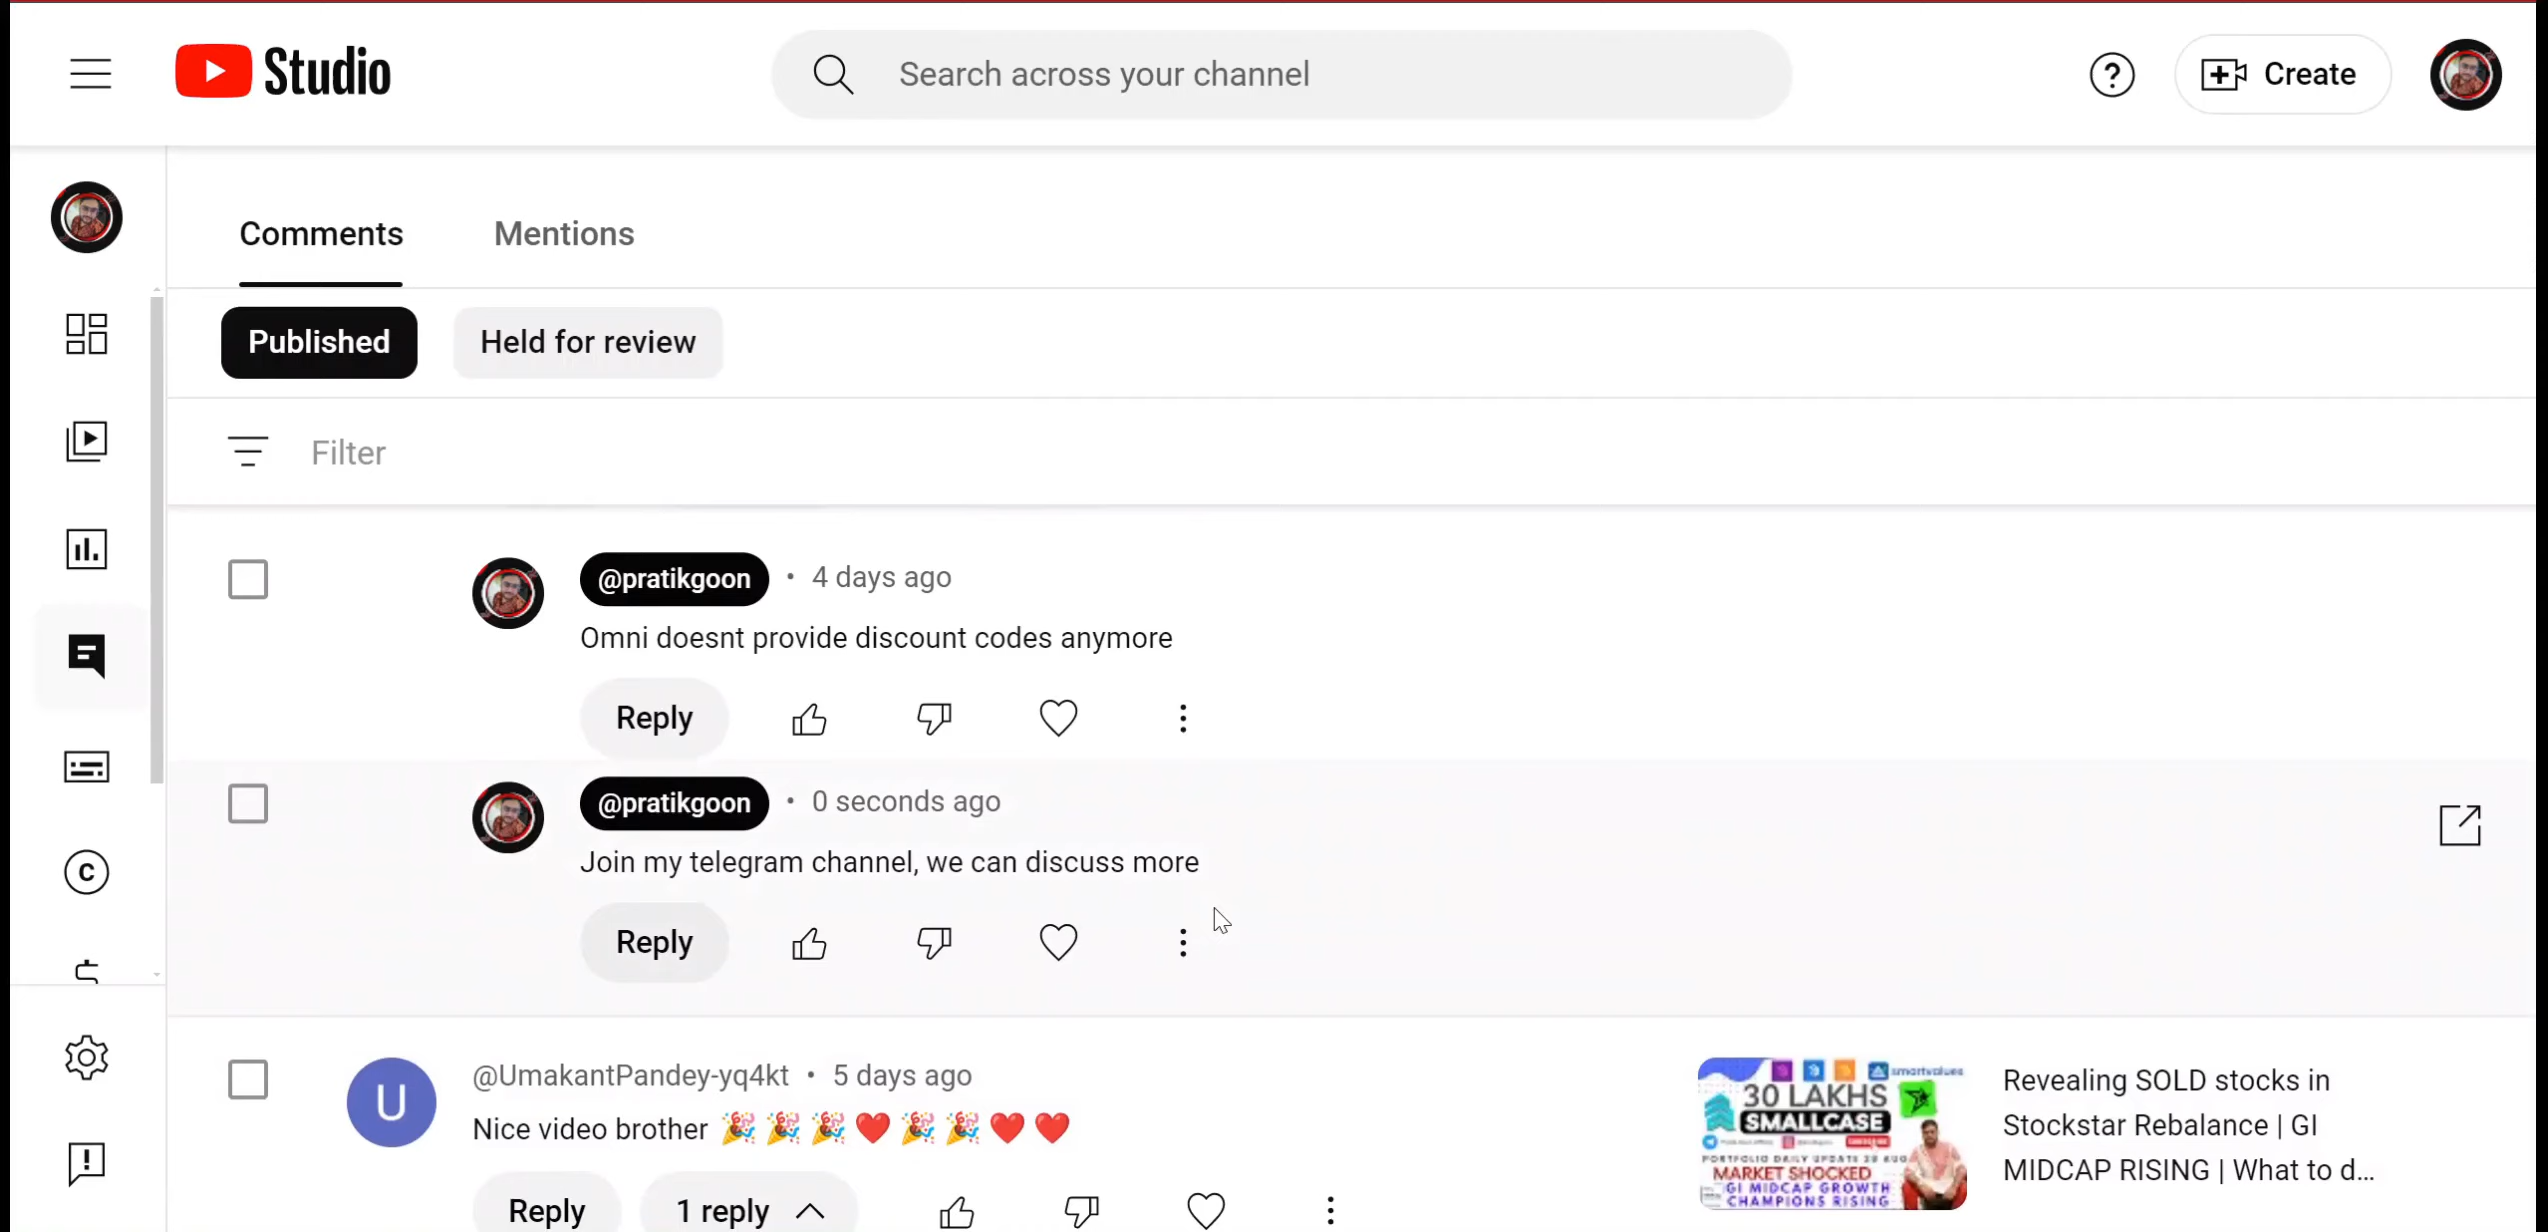 Studio
Search across your channel
Create
Comments
Mentions
Published
Held for review
Filter
@pratikgoon • 4 days ago
Omni doesnt provide discount codes anymore
Reply
@pratikgoon • 0 seconds ago
Join my telegram channel, we can discuss more
Reply
@UmakantPandey-yq4kt • 5 days ago
Nice video brother 🎉🎉🎉❤️🎉🎉❤️❤️
Reply
1 reply
smartvalues
30 LAKHS
SMALLCASE
PORTFOLIO DAILY UPDATE
MARKET SHOCKED
GI MIDCAP GROWTH
CHAMPIONS RISING
Revealing SOLD stocks in
Stockstar Rebalance | GI
MIDCAP RISING | What to d...